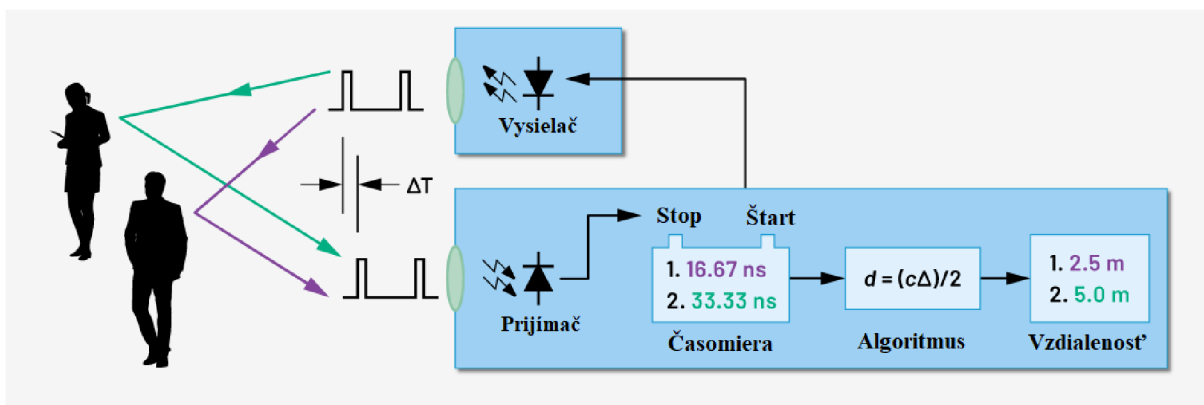 Vysielač
ΔT
Stop Štart
1. 16.67 ns
2. 33.33 ns
d = (cΔ)/2
1. 2.5 m
2. 5.0 m
Prijímač
Časomiera
Algoritmus
Vzdialenosť